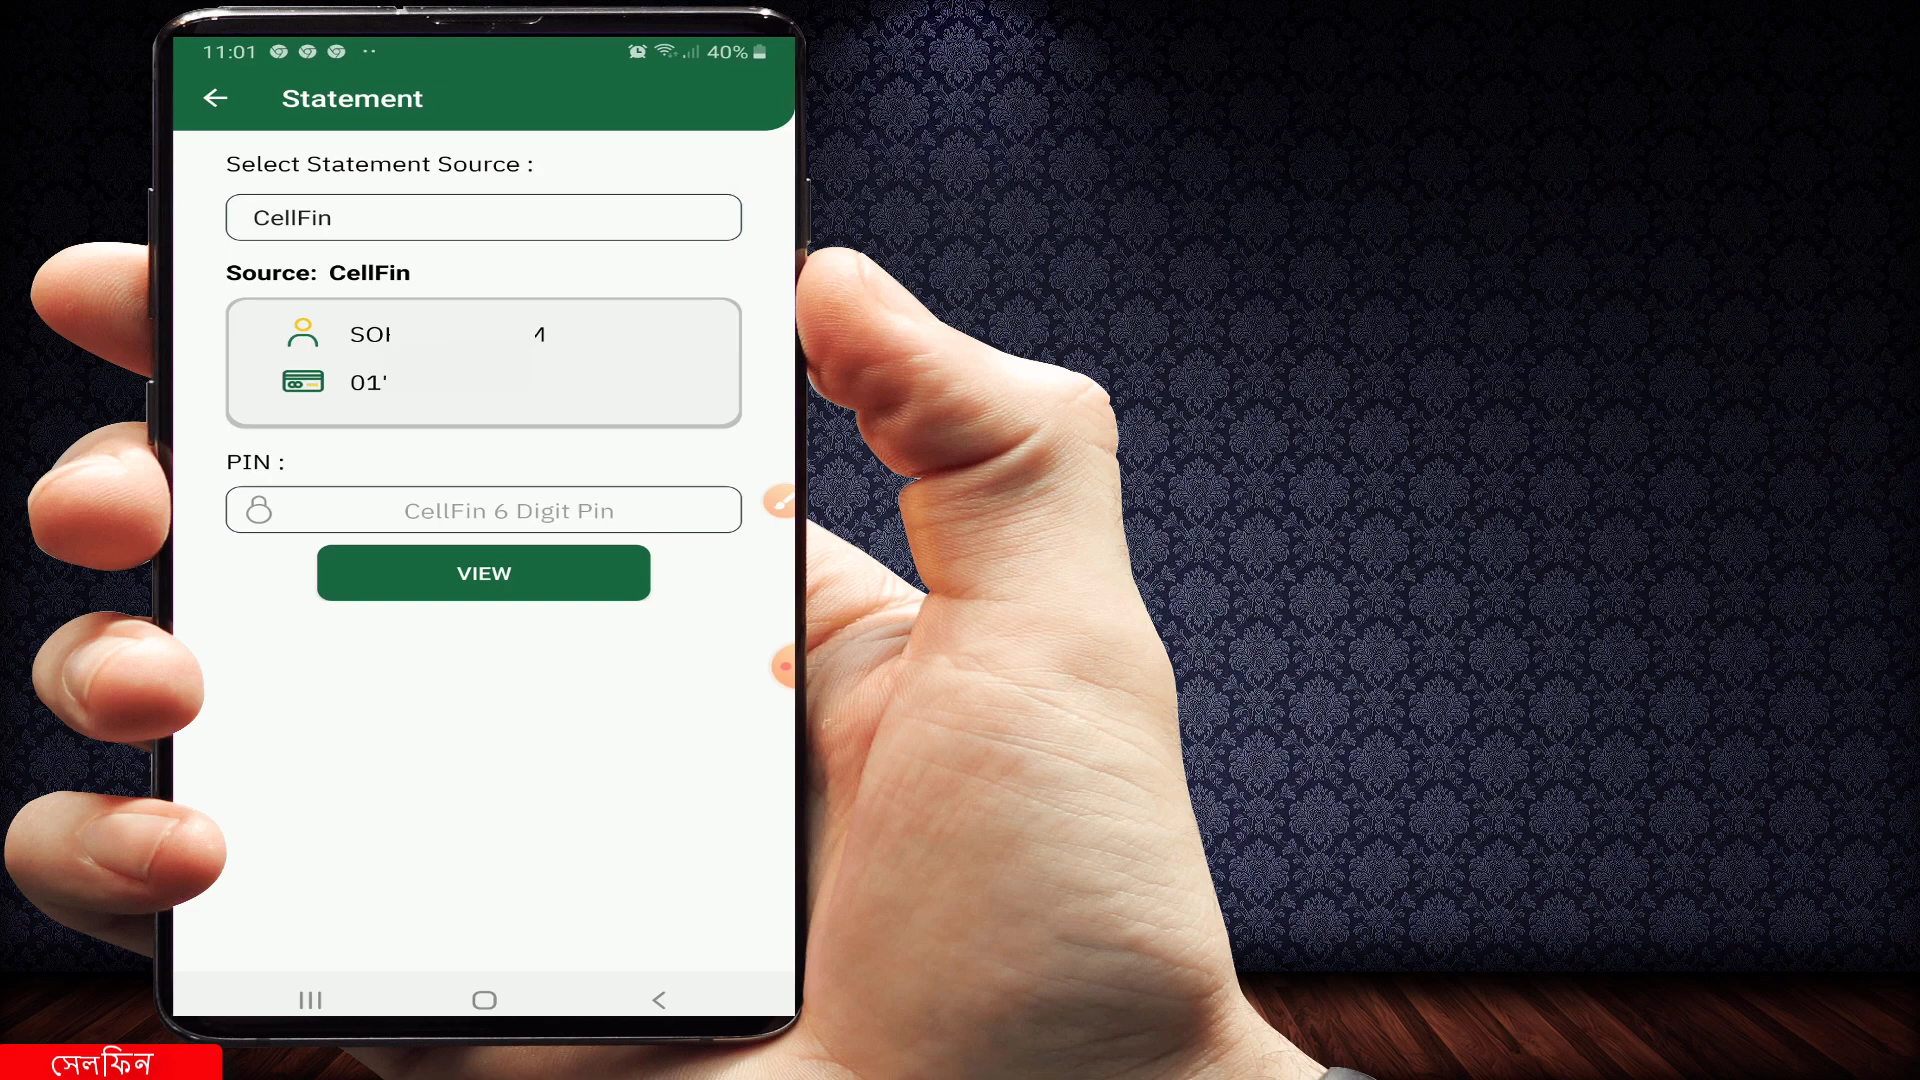 11:01 40%
Statement
Select Statement Source :
CellFin
Source: CellFin
PIN :
CellFin 6 Digit Pin
VIEW
সেলফিন